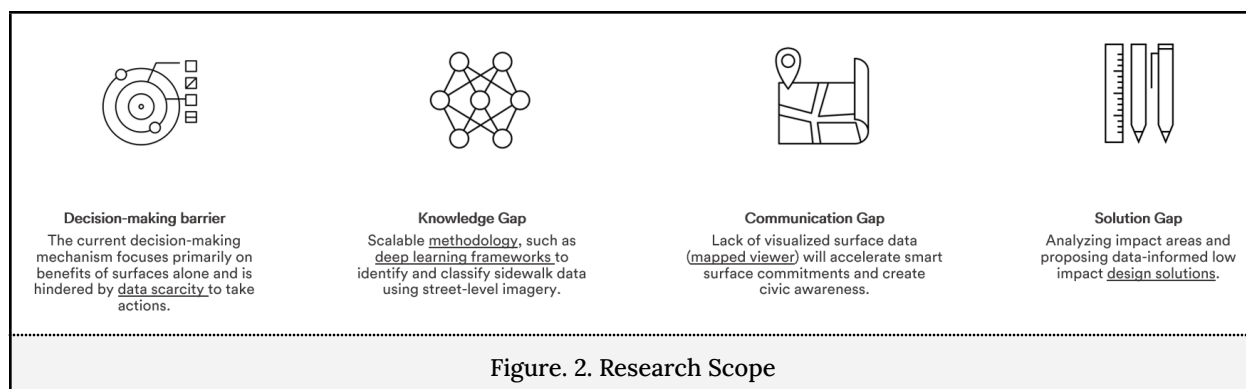 Decision-making barrier
The current decision-making
mechanism focuses primarily on
benefits of surfaces alone and is
hindered by data scarcity to take
actions.
Knowledge Gap
Scalable methodology, such as
deep learning frameworks to
identify and classify sidewalk data
using street-level imagery.
Communication Gap
Lack of visualized surface data
(mapped viewer) will accelerate smart
surface commitments and create
civic awareness.
Solution Gap
Analyzing impact areas and
proposing data-informed low
impact design solutions.
Figure. 2. Research Scope